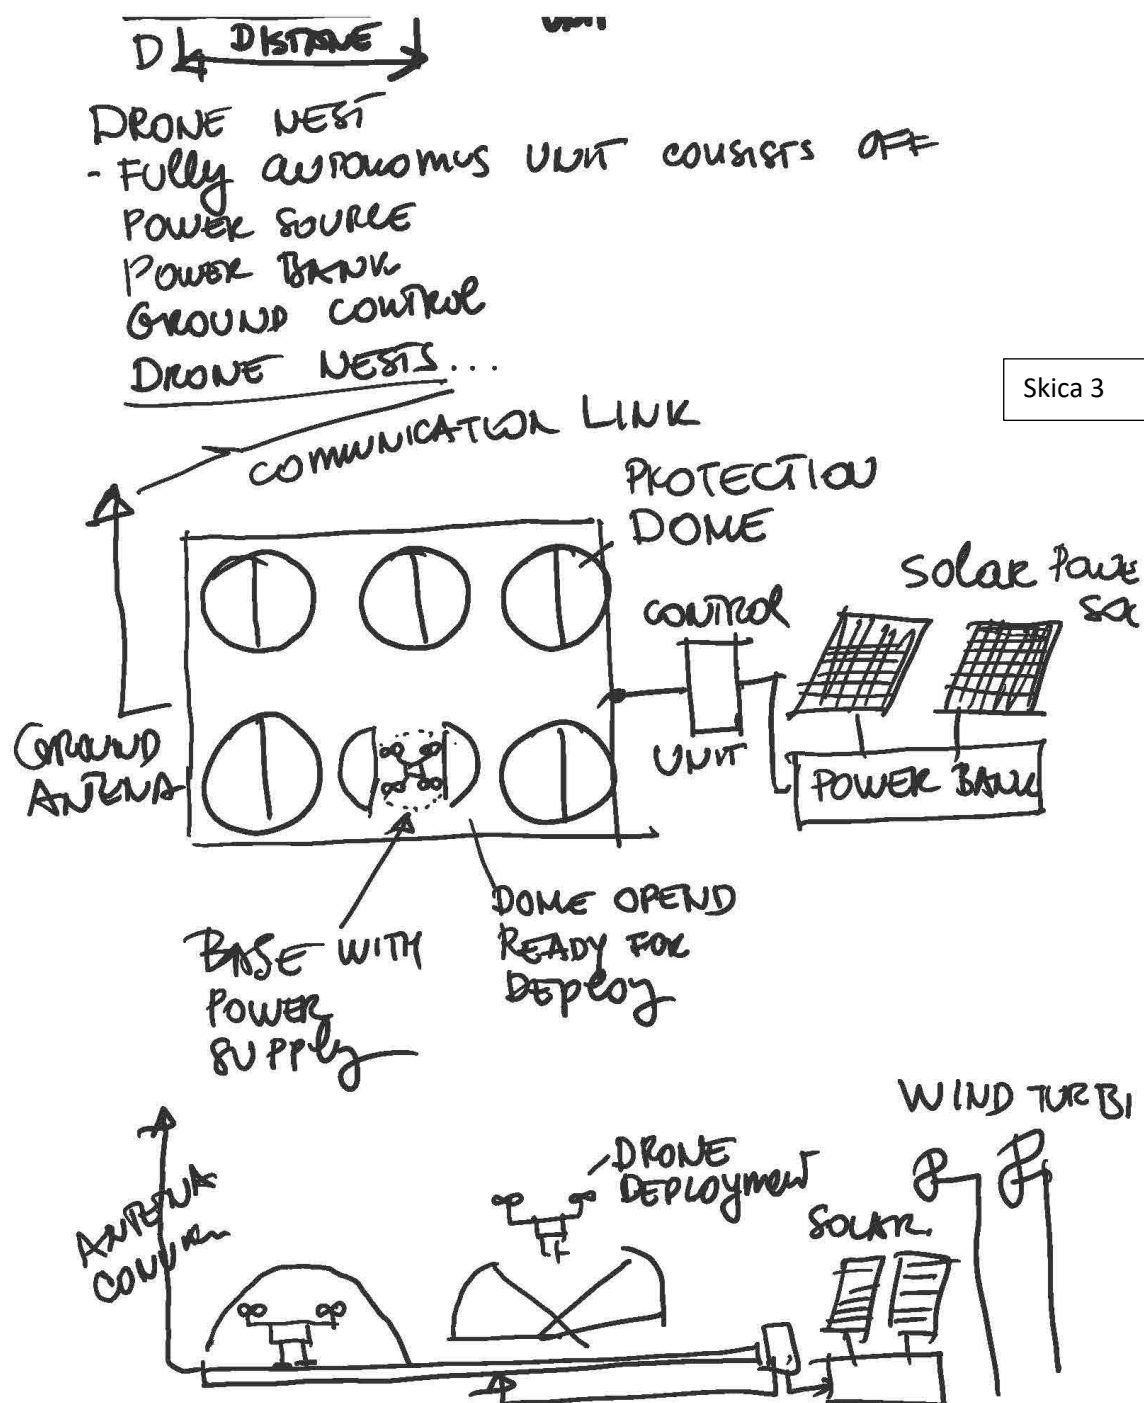 D DISTANE
DRONE NEST
- FUlly AUTONOMUS UNIT CONSISTS OFF
POWER SOURCE
POWER BANK
GROUND CONTROL
DRONE NESTS...
Skica 3
COMMUNICATION LINK
PROTECTION
DOME
SOLAR POWE
CONTROL
UNIT
POWER BANK
GROUND
ANTENA
BASE WITH
POWER
SUPPLY
DOME OPEND
READY FOR
DEPLOY
WIND TURBI
DRONE
DEPLOYMENT
SOLAR.
ANTENA